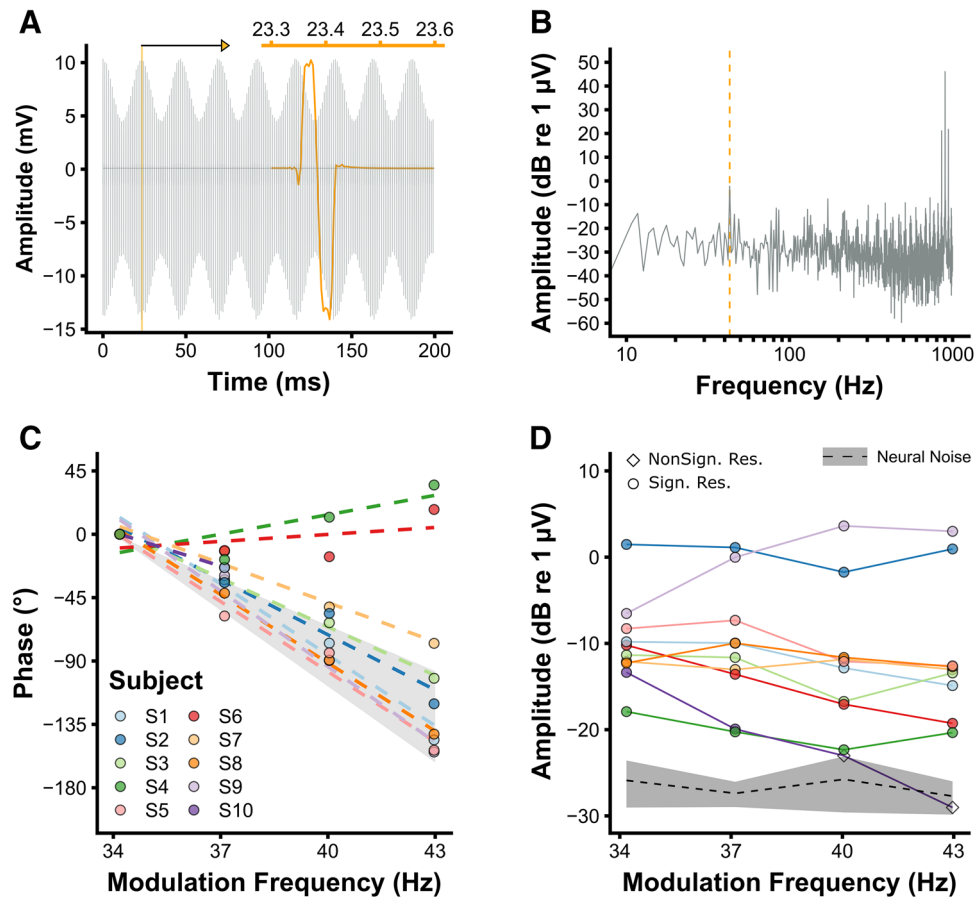 A
23.3 23.4 23.5 23.6
10
5
0
−5
−10
−15
Amplitude (mV)
0 50 100 150 200
Time (ms)
B
50
40
30
20
10
0
−10
−20
−30
−40
−50
−60
Amplitude (dB re 1 µV)
10 100 1000
Frequency (Hz)
C
45
0
−45
−90
−135
−180
Phase (°)
Subject
S1 S6
S2 S7
S3 S8
S4 S9
S5 S10
34 37 40 43
Modulation Frequency (Hz)
D
NonSign. Res.
Sign. Res.
Neural Noise
10
0
−10
−20
−30
Amplitude (dB re 1 µV)
34 37 40 43
Modulation Frequency (Hz)